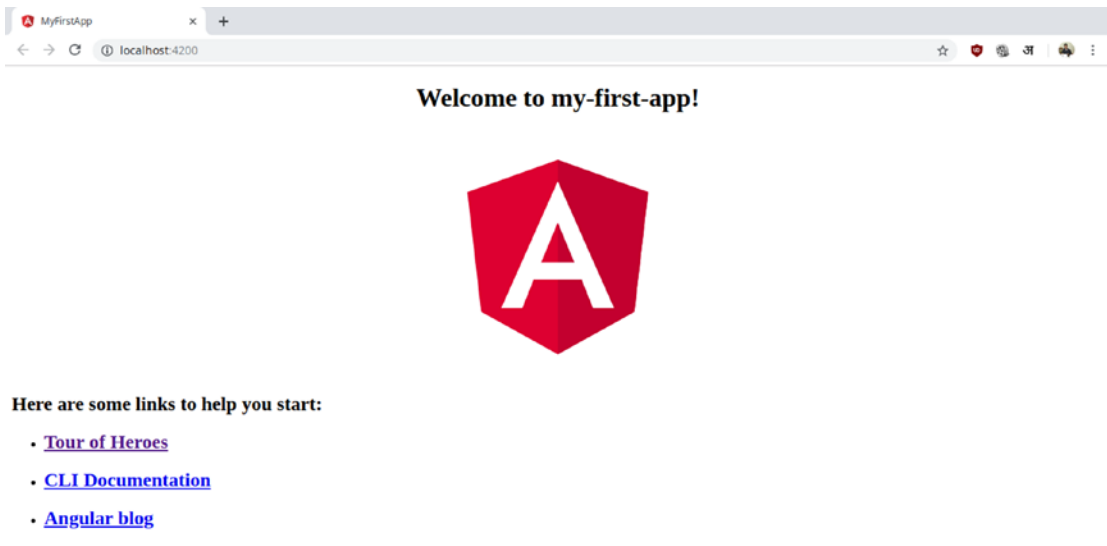 MyFirstApp
localhost:4200
अ
Welcome to my-first-app!
A
Here are some links to help you start:
Tour of Heroes
CLI Documentation
Angular blog